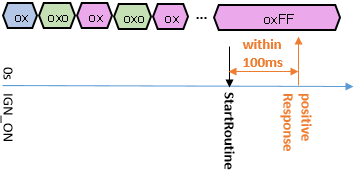 0x 0x0 0x 0x0 0x ... 0xFF
within
100ms
0s
IGN_ON
StartRoutine
positive
Response